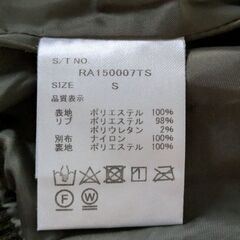 S/T NO
RA150007TS
SIZE S
品質表示
表地 ポリエステル 100%
リブ ポリエステル 98%
ポリウレタン 2%
別布 ナイロン 100%
裏地 ポリエステル 100%
F W